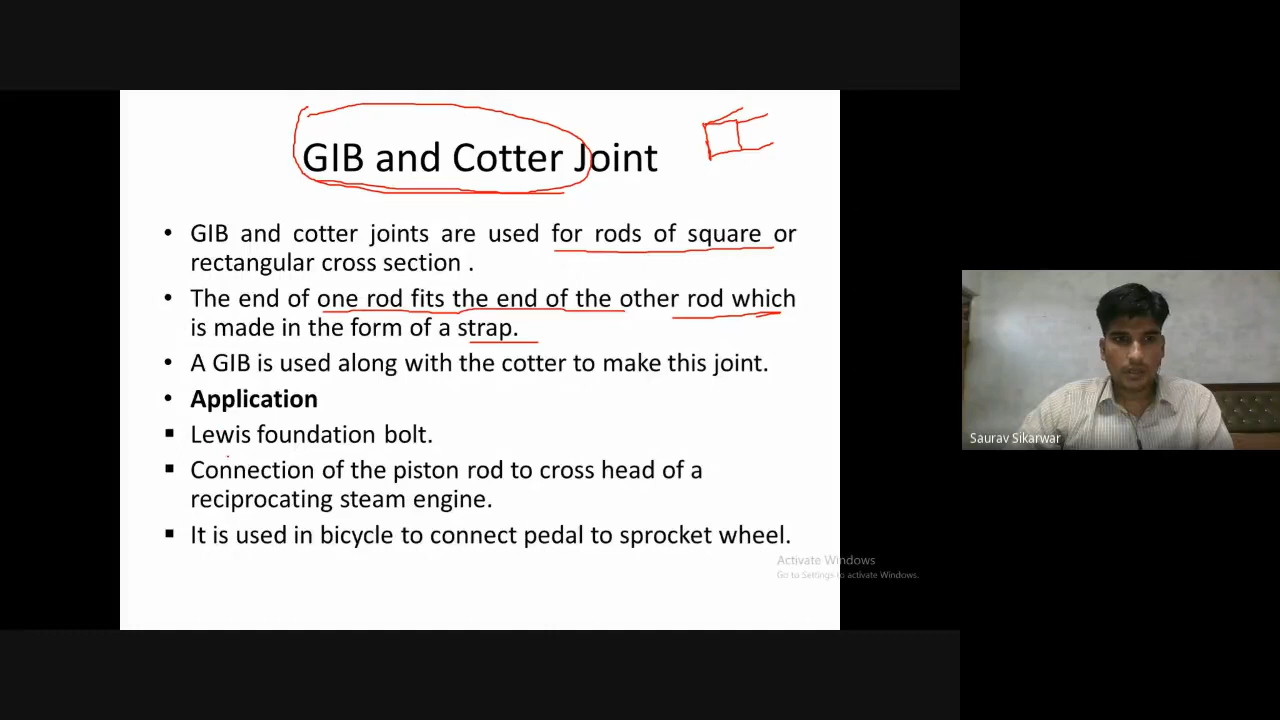 GIB and Cotter Joint
• GIB and cotter joints are used for rods of square or
rectangular cross section .
• The end of one rod fits the end of the other rod which
is made in the form of a strap.
• A GIB is used along with the cotter to make this joint.
• Application
▪ Lewis foundation bolt.
▪ Connection of the piston rod to cross head of a
reciprocating steam engine.
▪ It is used in bicycle to connect pedal to sprocket wheel.
Activate Windows
Go to Settings to activate Windows.
Saurav Sikarwar